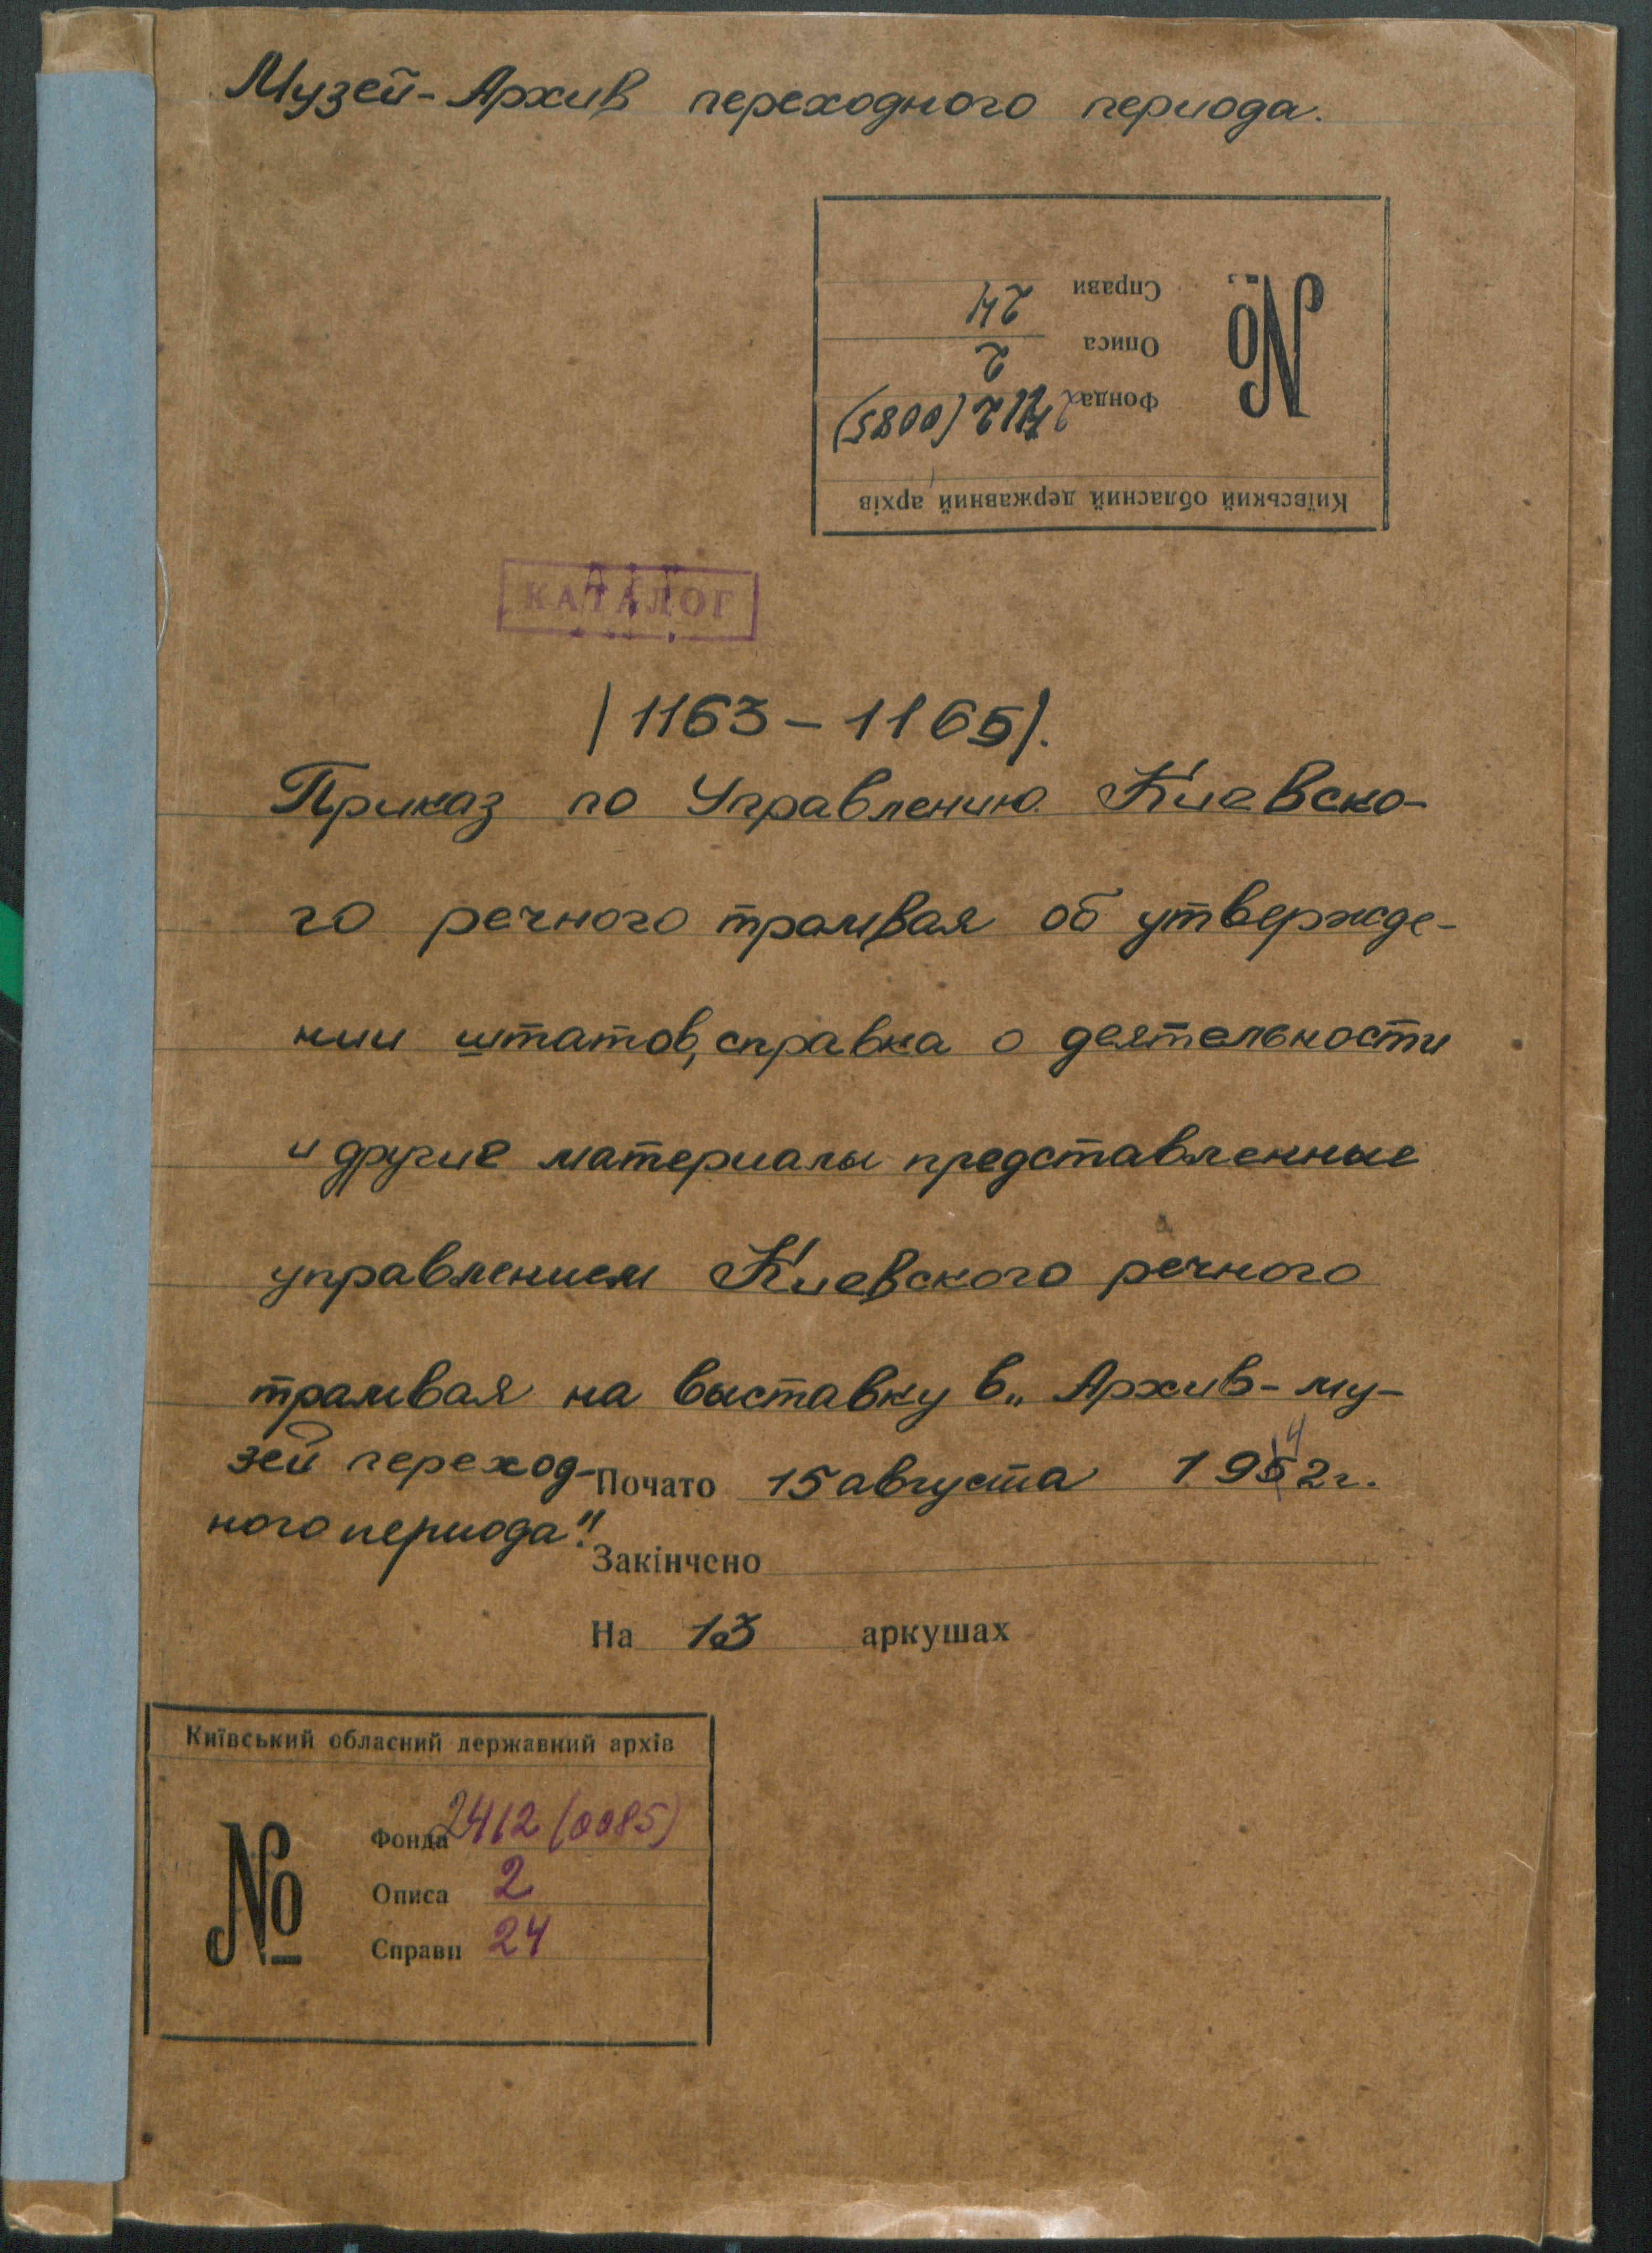 Музей-Архив переходного периода.
Київський обласний державний архів
№
Фонда 2412 (0085)
Описа 2
Справи 24
КАТАЛОГ
/1163-1165/.
Приказ по Управлению Киевско-
го речного трамвая об утвержде-
нии штатов, справка о деятельности
и другие материалы представленные
управлением Киевского речного
трамвая на выставку в „Архив-му-
зей переход-
ного периода".
Почато 15 августа 1942г.
Закінчено
На 13 аркушах
Київський обласний державний архів
№
Фонда 2412 (0085)
Описа 2
Справи 24